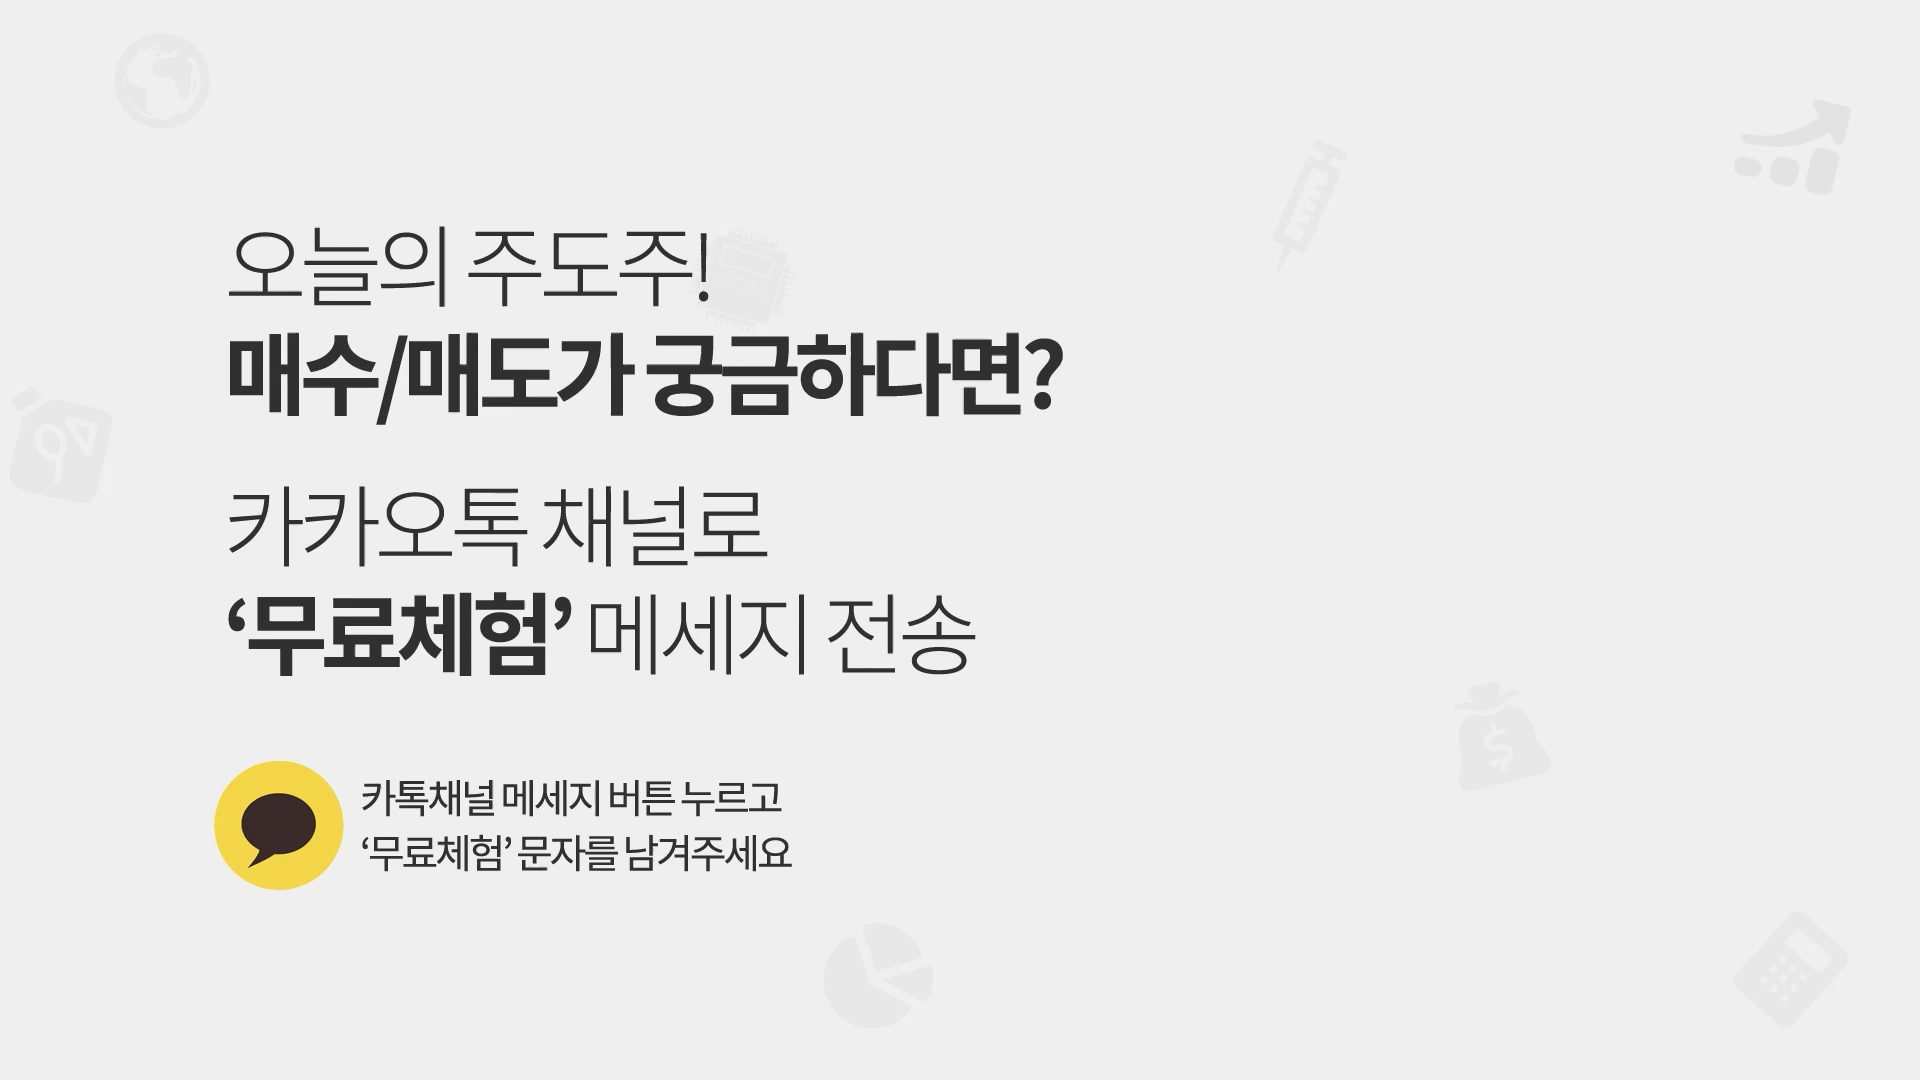 오늘의 주도주!
매수/매도가 궁금하다면?
카카오톡 채널로
‘무료체험’ 메세지 전송
카톡채널 메세지 버튼 누르고
‘무료체험’ 문자를 남겨주세요